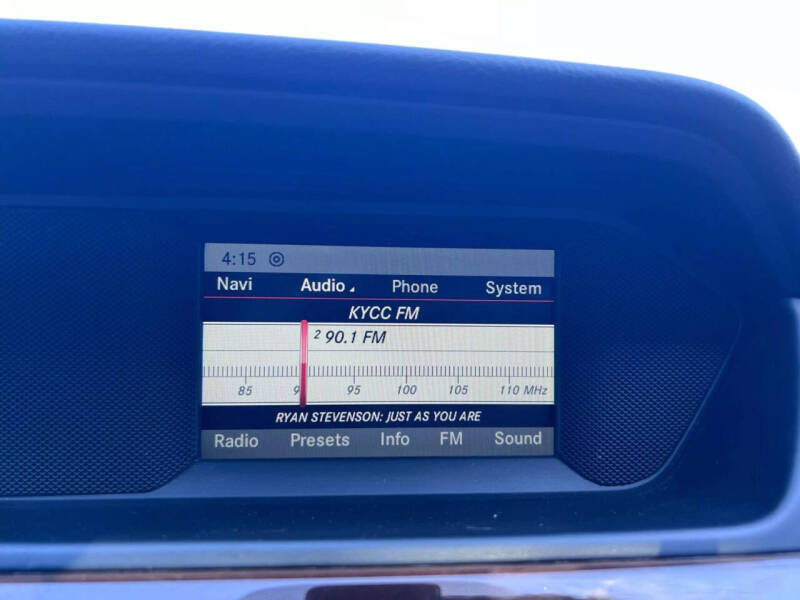 4:15
Navi Audio Phone System
KYCC FM
2 90.1 FM
85 9 95 100 105 110 MHz
RYAN STEVENSON: JUST AS YOU ARE
Radio Presets Info FM Sound